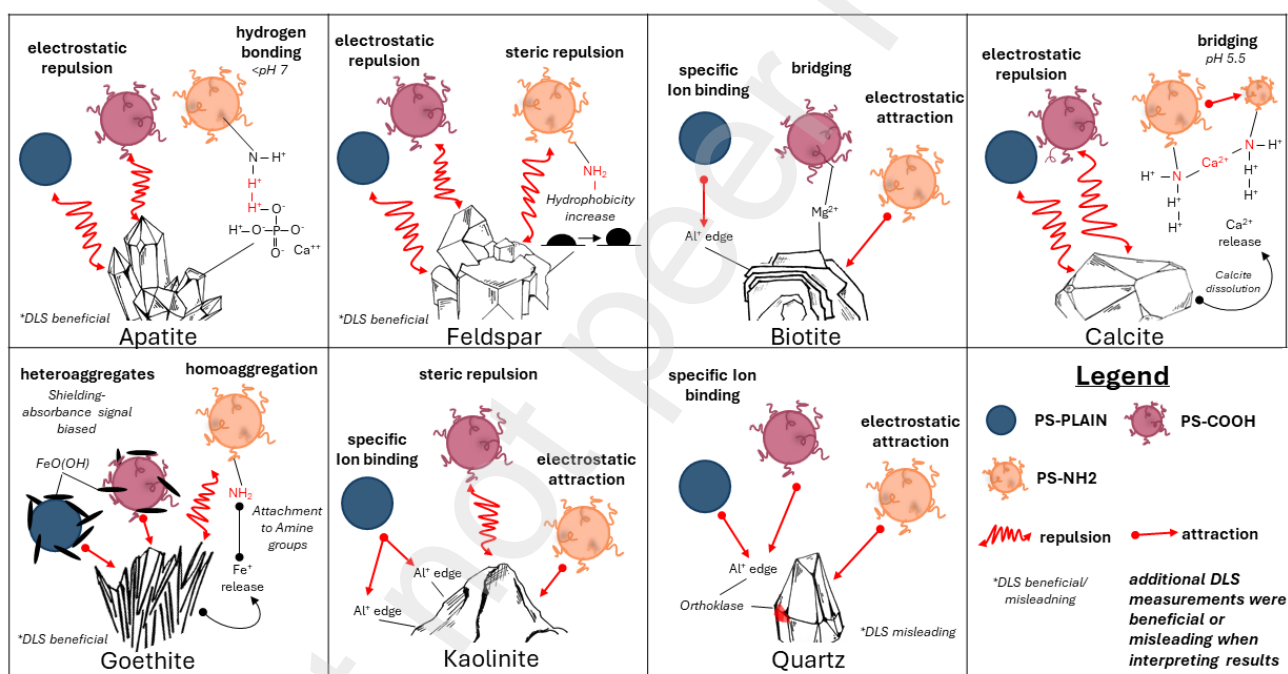 electrostatic
repulsion
hydrogen
bonding
<pH 7
N
H⁺
H⁺
H⁺
O⁻
H⁺
O
P
O⁻
O⁻
Ca⁺⁺
*DLS beneficial
Apatite
electrostatic
repulsion
steric repulsion
NH₂
Hydrophobicity
increase
*DLS beneficial
Feldspar
specific
Ion binding
bridging
electrostatic
attraction
Al⁺ edge
Mg²⁺
Biotite
electrostatic
repulsion
bridging
pH 5.5
H⁺
N
Ca²⁺
N
H⁺
H⁺
H⁺
H⁺
H⁺
Ca²⁺
release
Calcite
dissolution
Calcite
heteroaggregates
Shielding-
absorbance signal
biased
FeO(OH)
homoaggregation
NH₂
Attachment
to Amine
groups
Fe⁺
release
*DLS beneficial
Goethite
steric repulsion
specific
Ion binding
electrostatic
attraction
Al⁺ edge
Al⁺ edge
Kaolinite
specific Ion
binding
electrostatic
attraction
Al⁺ edge
Orthoklase
*DLS misleading
Quartz
Legend
PS-PLAIN
PS-COOH
PS-NH2
repulsion
attraction
*DLS beneficial/
misleadning
additional DLS
measurements were
beneficial or
misleading when
interpreting results
not peer